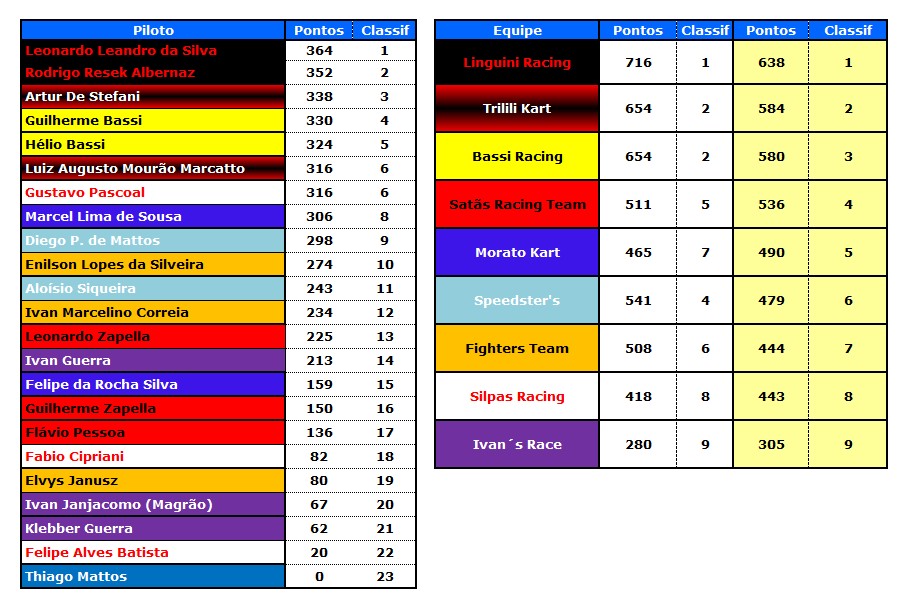 Piloto Pontos Classif
Leonardo Leandro da Silva 364 1
Rodrigo Resek Albernaz 352 2
Artur De Stefani 338 3
Guilherme Bassi 330 4
Hélio Bassi 324 5
Luiz Augusto Mourão Marcatto 316 6
Gustavo Pascoal 316 6
Marcel Lima de Sousa 306 8
Diego P. de Mattos 298 9
Enilson Lopes da Silveira 274 10
Aloisio Siqueira 243 11
Ivan Marcelino Correia 234 12
Leonardo Zapella 225 13
Ivan Guerra 213 14
Felipe da Rocha Silva 159 15
Guilherme Zapella 150 16
Flávio Pessoa 136 17
Fabio Cipriani 82 18
Elvys Janusz 80 19
Ivan Janjacomo (Magrão) 67 20
Klebber Guerra 62 21
Felipe Alves Batista 20 22
Thiago Mattos 0 23
Equipe Pontos Classif Pontos Classif
Linguini Racing 716 1 638 1
Trilili Kart 654 2 584 2
Bassi Racing 654 2 580 3
Satãs Racing Team 511 5 536 4
Morato Kart 465 7 490 5
Speedster's 541 4 479 6
Fighters Team 508 6 444 7
Silpas Racing 418 8 443 8
Ivan´s Race 280 9 305 9